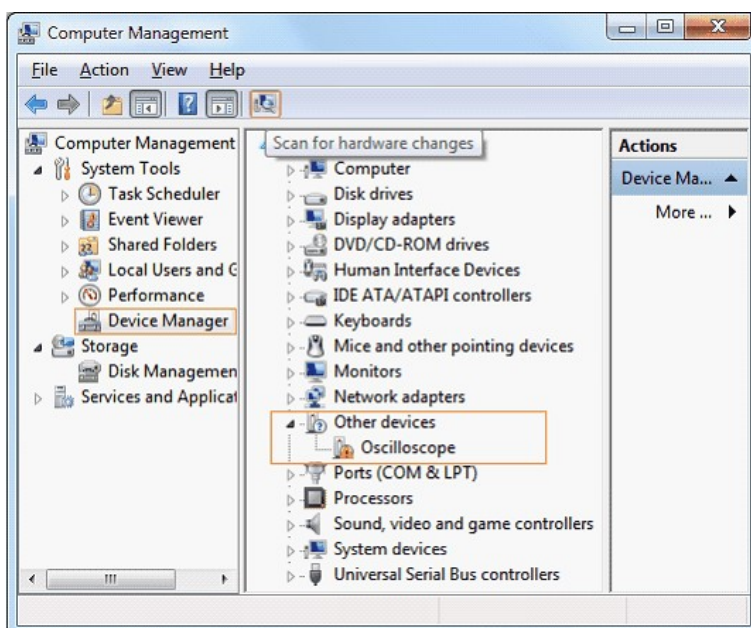 Computer Management
File Action View Help
Scan for hardware changes
Computer Management
System Tools
Task Scheduler
Event Viewer
Shared Folders
Local Users and G
Performance
Device Manager
Storage
Disk Managemen
Services and Applicat
Computer
Disk drives
Display adapters
DVD/CD-ROM drives
Human Interface Devices
IDE ATA/ATAPI controllers
Keyboards
Mice and other pointing devices
Monitors
Network adapters
Other devices
Oscilloscope
Ports (COM & LPT)
Processors
Sound, video and game controllers
System devices
Universal Serial Bus controllers
Actions
Device Ma...
More ...